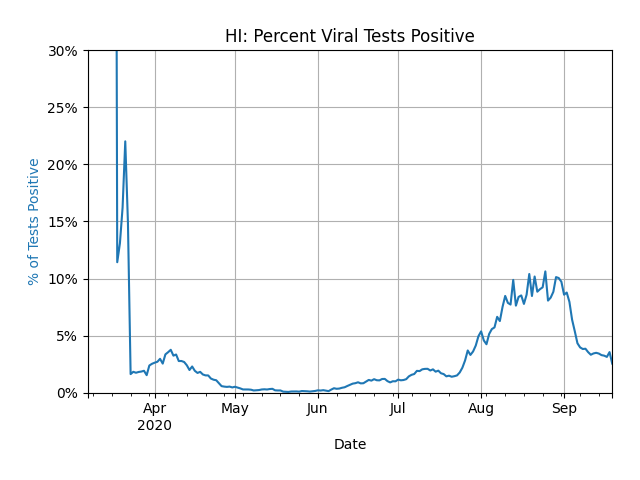 HI: Percent Viral Tests Positive
% of Tests Positive
30%
25%
20%
15%
10%
5%
0%
Apr
2020
May
Jun
Jul
Aug
Sep
Date